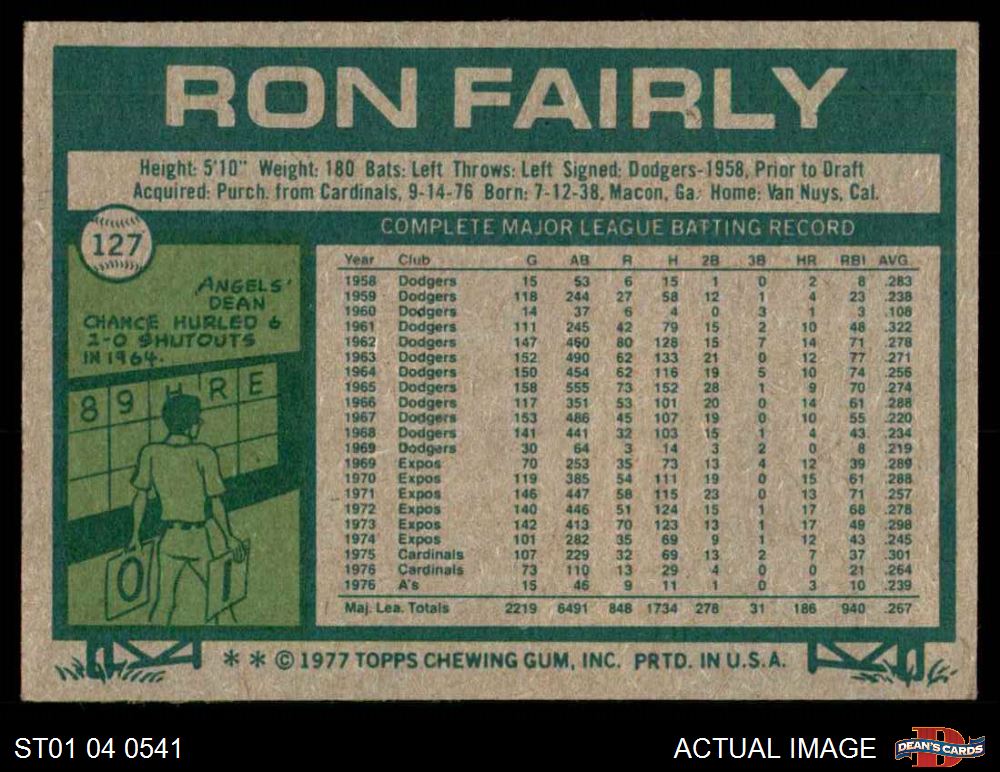 RON FAIRLY
Height: 5'10" Weight: 180 Bats: Left Throws: Left Signed: Dodgers-1958, Prior to Draft
Acquired: Purch. from Cardinals, 9-14-76 Born: 7-12-38, Macon, Ga. Home: Van Nuys, Cal.
127
COMPLETE MAJOR LEAGUE BATTING RECORD
ANGELS'
DEAN
CHANCE HURLED 6
1-0 SHUTOUTS
IN 1964.
8 9 H R E
0 1
Year Club G AB R H 2B 3B HR RBI AVG.
1958 Dodgers 15 53 6 15 1 0 2 8 .283
1959 Dodgers 118 244 27 58 12 1 4 23 .238
1960 Dodgers 14 37 6 4 0 3 1 3 .108
1961 Dodgers 111 245 42 79 15 2 10 48 .322
1962 Dodgers 147 460 80 128 15 7 14 71 .278
1963 Dodgers 152 490 62 133 21 0 12 77 .271
1964 Dodgers 150 454 62 116 19 5 10 74 .256
1965 Dodgers 158 555 73 152 28 1 9 70 .274
1966 Dodgers 117 351 53 101 20 0 14 61 .288
1967 Dodgers 153 486 45 107 19 0 10 55 .220
1968 Dodgers 141 441 32 103 15 1 4 43 .234
1969 Dodgers 30 64 3 14 3 2 0 8 .219
1969 Expos 70 253 35 73 13 4 12 39 .289
1970 Expos 119 385 54 111 19 0 15 61 .288
1971 Expos 146 447 58 115 23 0 13 71 .257
1972 Expos 140 446 51 124 15 1 17 68 .278
1973 Expos 142 413 70 123 13 1 17 49 .298
1974 Expos 101 282 35 69 9 1 12 43 .245
1975 Cardinals 107 229 32 69 13 2 7 37 .301
1976 Cardinals 73 110 13 29 4 0 0 21 .264
1976 A's 15 46 9 11 1 0 3 10 .239
Maj. Lea. Totals 2219 6491 848 1734 278 31 186 940 .267
* * © 1977 TOPPS CHEWING GUM, INC. PRTD. IN U.S.A.
ST01 04 0541
ACTUAL IMAGE
D
DEAN'S CARDS